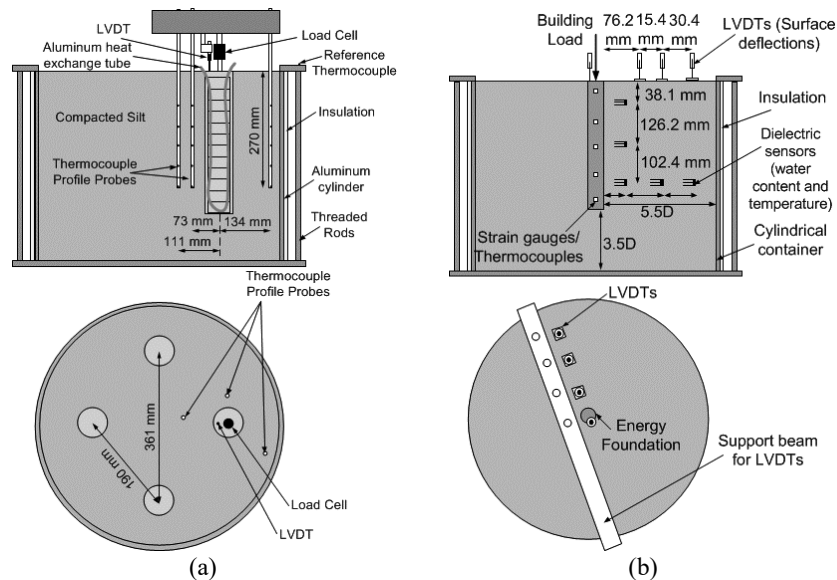 LVDT
Aluminum heat
exchange tube
Load Cell
Reference
Thermocouple
Compacted Silt
270 mm
Insulation
Thermocouple
Profile Probes
Aluminum
cylinder
73 mm
134 mm
111 mm
Threaded
Rods
Thermocouple
Profile Probes
361 mm
190 mm
Load Cell
LVDT
(a)
Building
Load
76.2 15.4 30.4
mm mm mm
LVDTs (Surface
deflections)
38.1 mm
126.2 mm
102.4 mm
Insulation
Dielectric
sensors
(water
content and
temperature)
5.5D
Strain gauges/
Thermocouples
3.5D
Cylindrical
container
LVDTs
Energy
Foundation
Support beam
for LVDTs
(b)